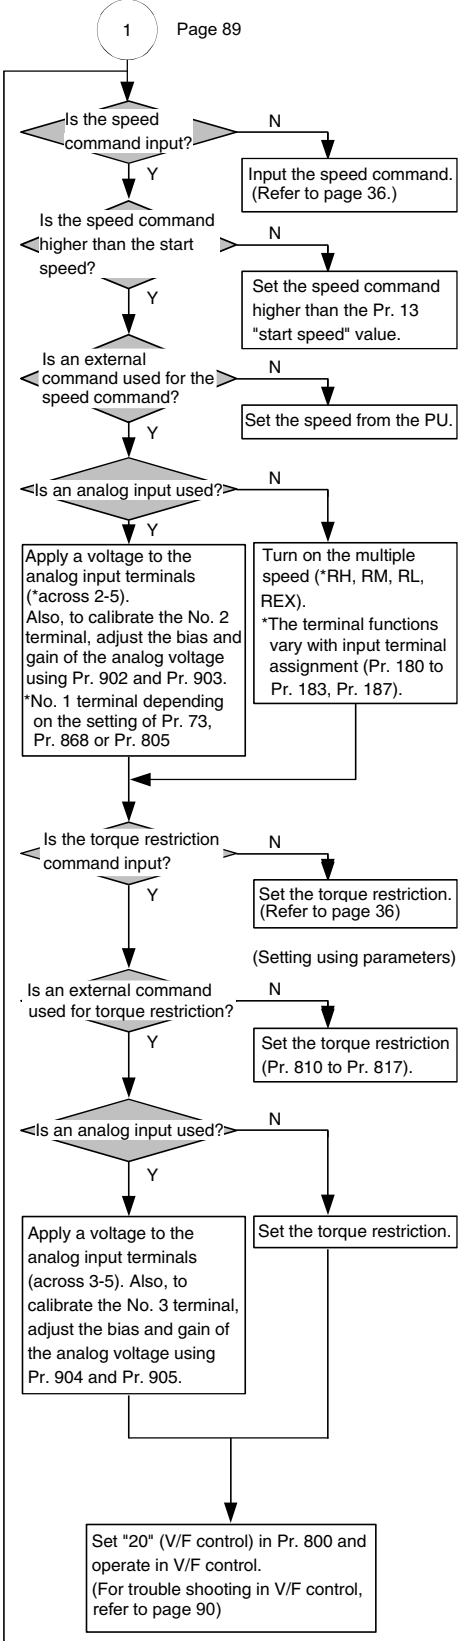 1 Page 89
Is the speed
command input?
N
Y
Input the speed command.
(Refer to page 36.)
Is the speed command
higher than the start
speed?
N
Y
Set the speed command
higher than the Pr. 13
"start speed" value.
Is an external
command used for the
speed command?
N
Y
Set the speed from the PU.
Is an analog input used?
N
Y
Apply a voltage to the
analog input terminals
(*across 2-5).
Also, to calibrate the No. 2
terminal, adjust the bias and
gain of the analog voltage
using Pr. 902 and Pr. 903.
*No. 1 terminal depending
on the setting of Pr. 73,
Pr. 868 or Pr. 805
Turn on the multiple
speed (*RH, RM, RL,
REX).
*The terminal functions
vary with input terminal
assignment (Pr. 180 to
Pr. 183, Pr. 187).
Is the torque restriction
command input?
N
Y
Set the torque restriction.
(Refer to page 36)
(Setting using parameters)
Is an external command
used for torque restriction?
N
Y
Set the torque restriction
(Pr. 810 to Pr. 817).
Is an analog input used?
N
Y
Apply a voltage to the
analog input terminals
(across 3-5). Also, to
calibrate the No. 3 terminal,
adjust the bias and gain of
the analog voltage using
Pr. 904 and Pr. 905.
Set the torque restriction.
Set "20" (V/F control) in Pr. 800 and
operate in V/F control.
(For trouble shooting in V/F control,
refer to page 90)